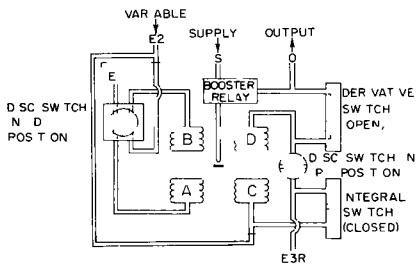 VAR ABLE
E2
SUPPLY
S
OUTPUT
O
E
BOOSTER
RELAY
DER VAT VE
SW TCH
OPEN,
D SC SW TCH
N D
POS T ON
B
D
D SC SW TCH N
P POS T ON
A
C
NTEGRAL
SW TCH
(CLOSED)
E3R